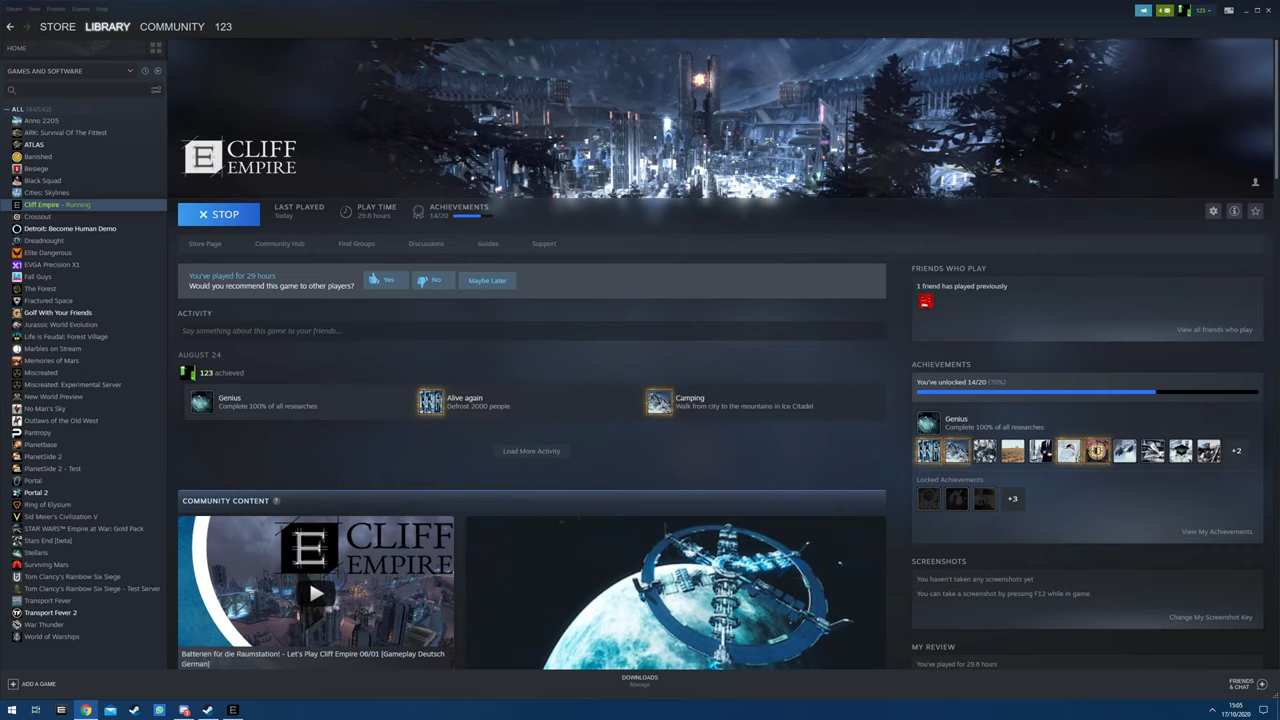 Steam View Friends Games Help
4
123
STORE LIBRARY COMMUNITY 123
HOME
GAMES AND SOFTWARE
ALL (44/142)
Anno 2205
ARK: Survival Of The Fittest
ATLAS
Banished
Besiege
Black Squad
Cities: Skylines
Cliff Empire - Running
Crossout
Detroit: Become Human Demo
Dreadnought
Elite Dangerous
EVGA Precision X1
Fall Guys
The Forest
Fractured Space
Golf With Your Friends
Jurassic World Evolution
Life is Feudal: Forest Village
Marbles on Stream
Memories of Mars
Miscreated
Miscreated: Experimental Server
New World Preview
No Man's Sky
Outlaws of the Old West
Pantropy
Planetbase
PlanetSide 2
PlanetSide 2 - Test
Portal
Portal 2
Ring of Elysium
Sid Meier's Civilization V
STAR WARS™ Empire at War: Gold Pack
Stars End [beta]
Stellaris
Surviving Mars
Tom Clancy's Rainbow Six Siege
Tom Clancy's Rainbow Six Siege - Test Server
Transport Fever
Transport Fever 2
War Thunder
World of Warships
ADD A GAME
E CLIFF
EMPIRE
STOP
LAST PLAYED
Today
PLAY TIME
29.8 hours
ACHIEVEMENTS
14/20
Store Page Community Hub Find Groups Discussions Guides Support
You've played for 29 hours
Would you recommend this game to other players?
Yes No Maybe Later
ACTIVITY
Say something about this game to your friends...
AUGUST 24
123 achieved
Genius
Complete 100% of all researches
Alive again
Defrost 2000 people
Camping
Walk from city to the mountains in Ice Citadel
Load More Activity
COMMUNITY CONTENT ?
E CLIFF
EMPIRE
Batterien für die Raumstation! - Let's Play Cliff Empire 06/01 [Gameplay Deutsch
German]
FRIENDS WHO PLAY
1 friend has played previously
View all friends who play
ACHIEVEMENTS
You've unlocked 14/20 (70%)
Genius
Complete 100% of all researches
+2
Locked Achievements
+3
View My Achievements
SCREENSHOTS
You haven't taken any screenshots yet
You can take a screenshot by pressing F12 while in game.
Change My Screenshot Key
MY REVIEW
You've played for 29.8 hours
DOWNLOADS
Manage
FRIENDS
& CHAT
15:05
17/10/2020